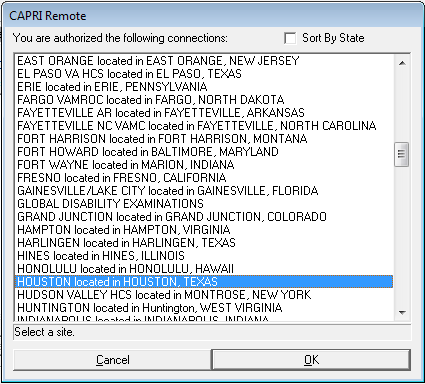 CAPRI Remote
You are authorized the following connections:
Sort By State
EAST ORANGE located in EAST ORANGE, NEW JERSEY
EL PASO VA HCS located in EL PASO, TEXAS
ERIE located in ERIE, PENNSYLVANIA
FARGO VAMROC located in FARGO, NORTH DAKOTA
FAYETTEVILLE AR located in FAYETTEVILLE, ARKANSAS
FAYETTEVILLE NC VAMC located in FAYETTEVILLE, NORTH CAROLINA
FORT HARRISON located in FORT HARRISON, MONTANA
FORT HOWARD located in BALTIMORE, MARYLAND
FORT WAYNE located in MARION, INDIANA
FRESNO located in FRESNO, CALIFORNIA
GAINESVILLE/LAKE CITY located in GAINESVILLE, FLORIDA
GLOBAL DISABILITY EXAMINATIONS
GRAND JUNCTION located in GRAND JUNCTION, COLORADO
HAMPTON located in HAMPTON, VIRGINIA
HARLINGEN located in HARLINGEN, TEXAS
HINES located in HINES, ILLINOIS
HONOLULU located in HONOLULU, HAWAII
HOUSTON located in HOUSTON, TEXAS
HUDSON VALLEY HCS located in MONTROSE, NEW YORK
HUNTINGTON located in Huntington, WEST VIRGINIA
INDIANAPOLIS located in INDIANAPOLIS, INDIANA
Select a site.
Cancel
OK